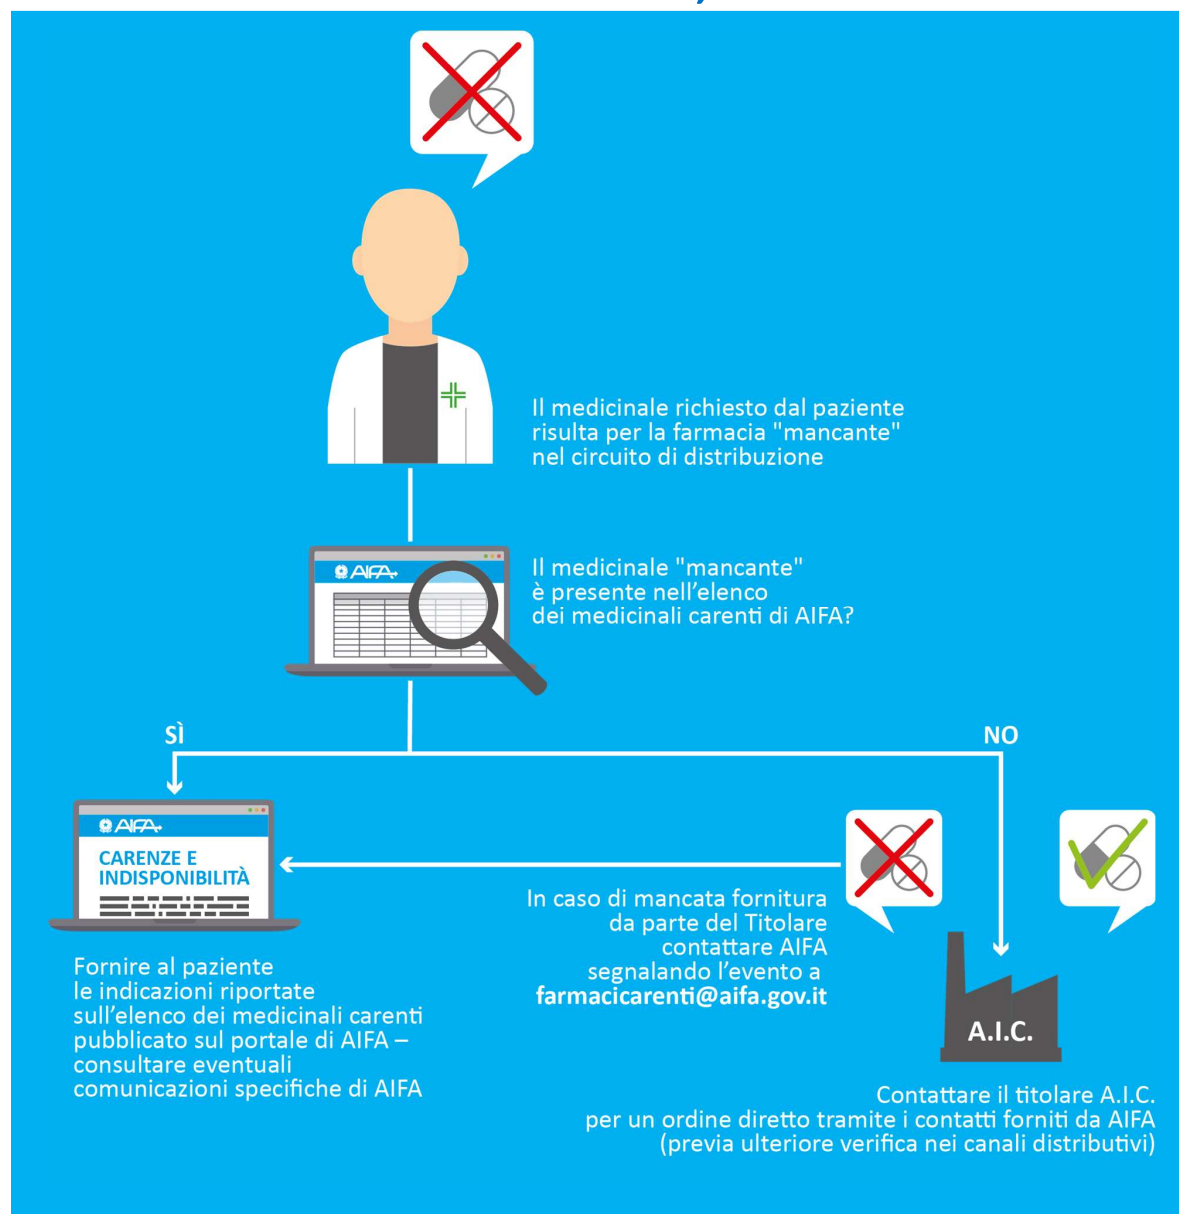 Il medicinale richiesto dal paziente
risulta per la farmacia "mancante"
nel circuito di distribuzione
AIFA
Il medicinale "mancante"
è presente nell'elenco
dei medicinali carenti di AIFA?
SÌ
NO
AIFA
CARENZE E
INDISPONIBILITÀ
In caso di mancata fornitura
da parte del Titolare
contattare AIFA
segnalando l'evento a
farmacicarenti@aifa.gov.it
Fornire al paziente
le indicazioni riportate
sull'elenco dei medicinali carenti
pubblicato sul portale di AIFA –
consultare eventuali
comunicazioni specifiche di AIFA
A.I.C.
Contattare il titolare A.I.C.
per un ordine diretto tramite i contatti forniti da AIFA
(previa ulteriore verifica nei canali distributivi)